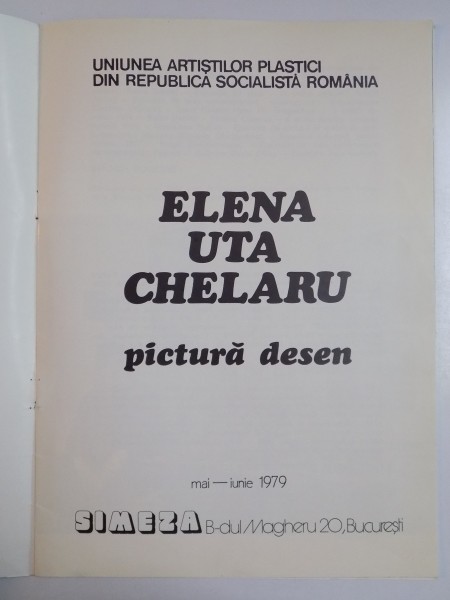 UNIUNEA ARTIȘTILOR PLASTICI
DIN REPUBLICA SOCIALISTĂ ROMÂNIA
ELENA
UTA
CHELARU
pictură desen
mai — iunie 1979
SIMEZA B-dul Magheru 20, București